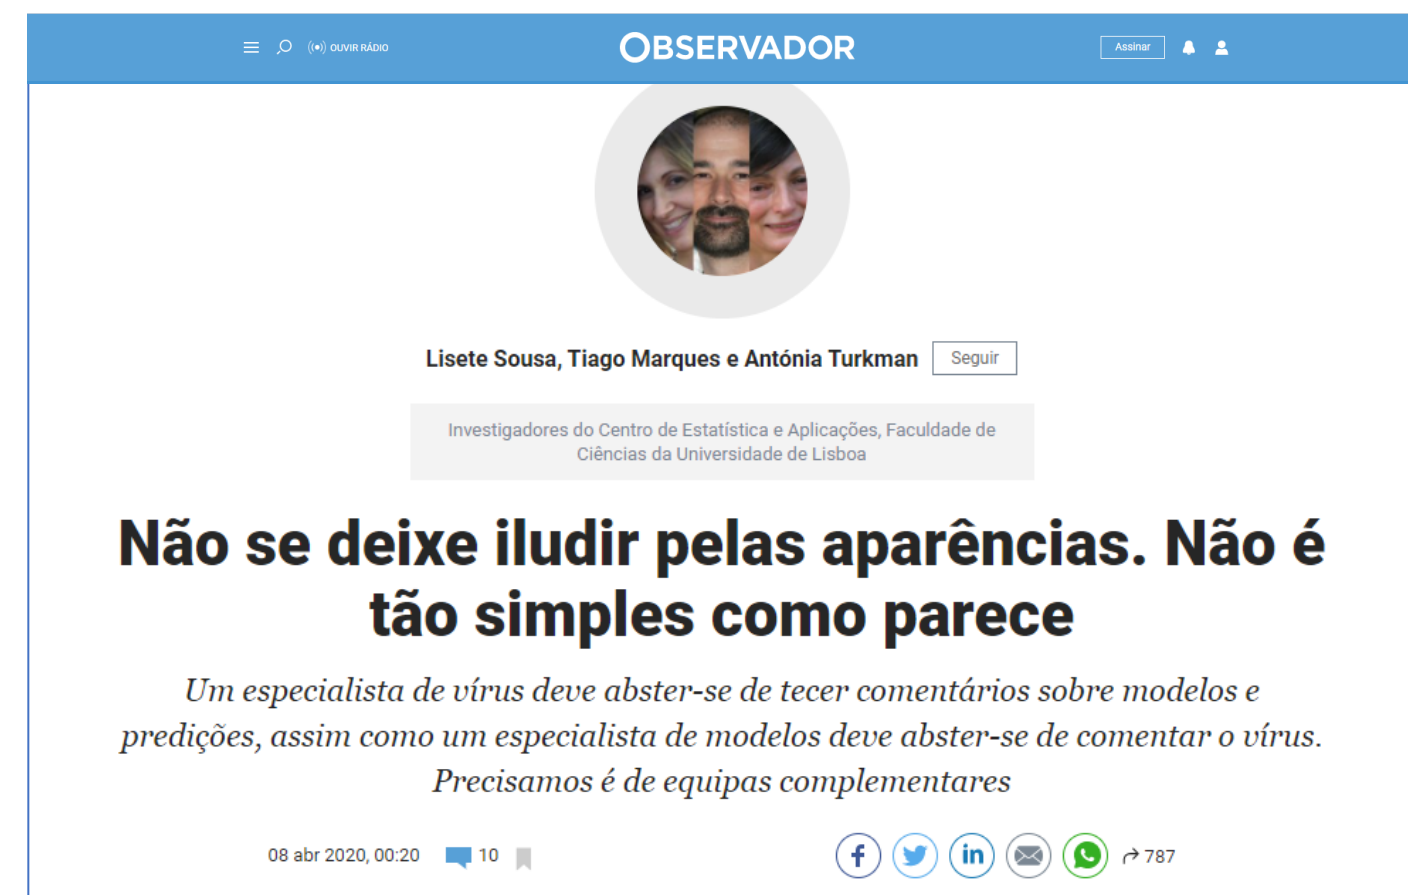 OUVIR RÁDIO
OBSERVADOR
Assinar
Lisete Sousa, Tiago Marques e Antónia Turkman
Seguir
Investigadores do Centro de Estatística e Aplicações, Faculdade de
Ciências da Universidade de Lisboa
Não se deixe iludir pelas aparências. Não é
tão simples como parece
Um especialista de vírus deve abster-se de tecer comentários sobre modelos e
predições, assim como um especialista de modelos deve abster-se de comentar o vírus.
Precisamos é de equipas complementares
08 abr 2020, 00:20
10
f
in
787